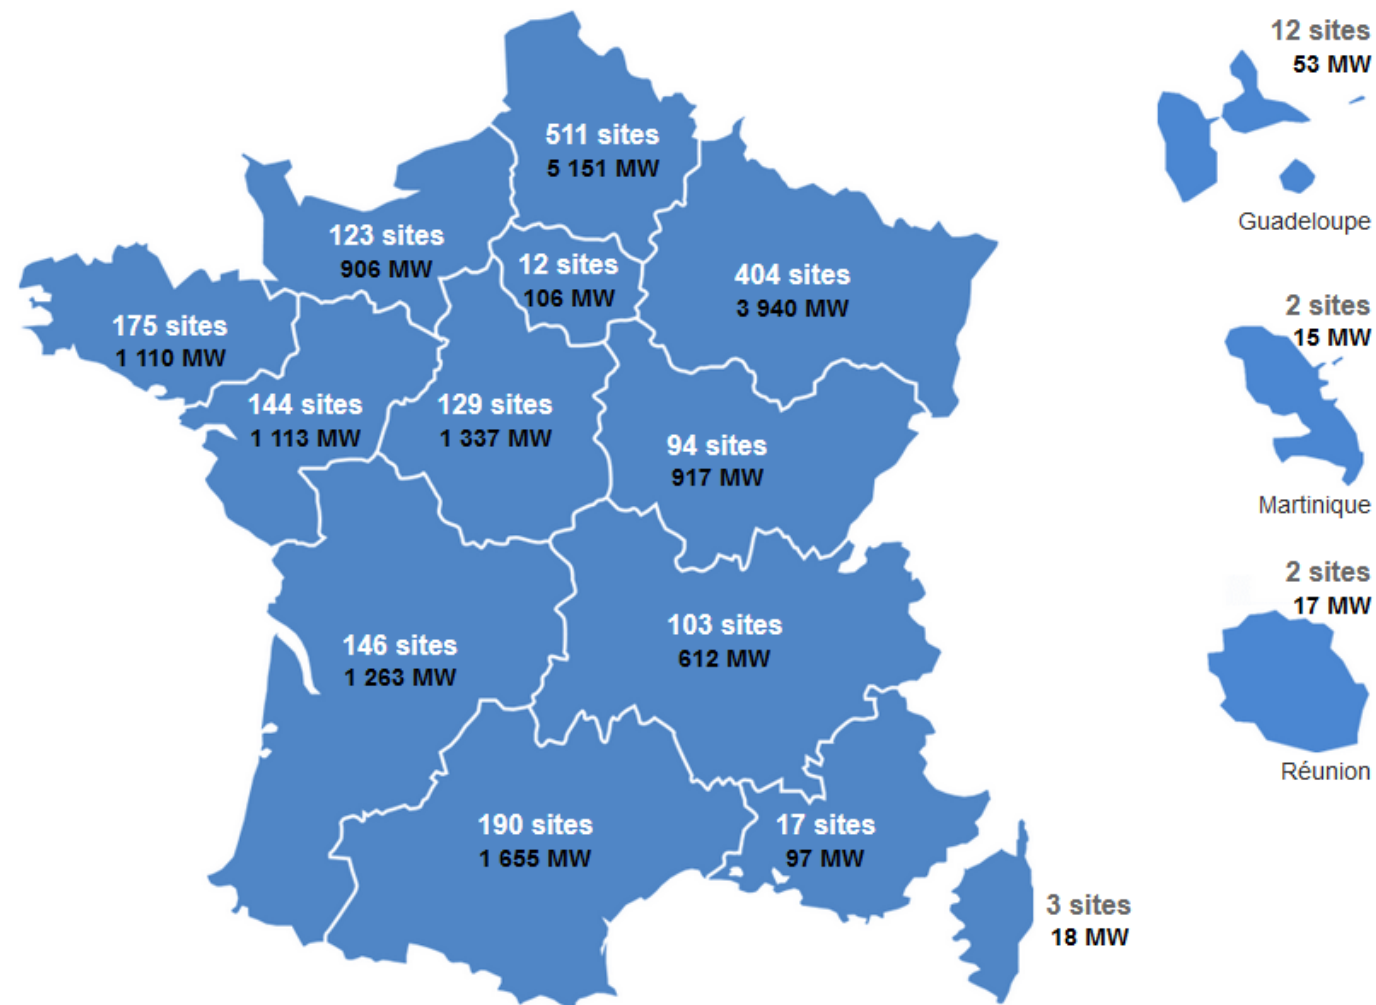 12 sites
53 MW
Guadeloupe
511 sites
5 151 MW
123 sites
906 MW
12 sites
106 MW
404 sites
3 940 MW
175 sites
1 110 MW
2 sites
15 MW
Martinique
144 sites
1 113 MW
129 sites
1 337 MW
94 sites
917 MW
2 sites
17 MW
Réunion
146 sites
1 263 MW
103 sites
612 MW
190 sites
1 655 MW
17 sites
97 MW
3 sites
18 MW